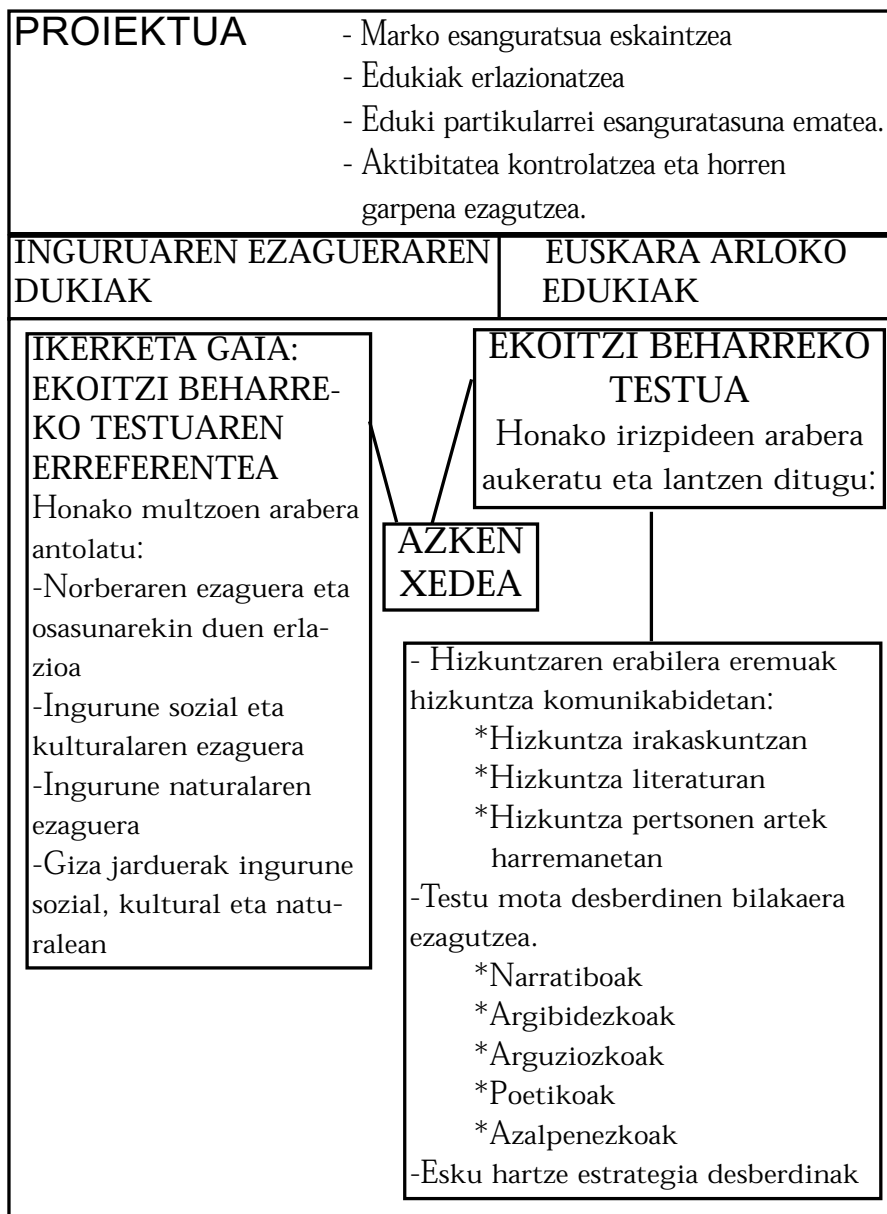 PROIEKTUA - Marko esanguratsua eskaintzea
- Edukiak erlazionatzea
- Eduki partikularrei esanguratasuna ematea.
- Aktibitatea kontrolatzea eta horren
garpena ezagutzea.
INGURUAREN EZAGUERAREN
DUKIAK
EUSKARA ARLOKO
EDUKIAK
IKERKETA GAIA:
EKOITZI BEHARRE-
KO TESTUAREN
ERREFERENTEA
Honako multzoen arabera
antolatu:
-Norberaren ezaguera eta
osasunarekin duen erla-
zioa
-Ingurune sozial eta
kulturalaren ezaguera
-Ingurune naturalaren
ezaguera
-Giza jarduerak ingurune
sozial, kultural eta natu-
ralean
EKOITZI BEHARREKO
TESTUA
Honako irizpideen arabera
aukeratu eta lantzen ditugu:
AZKEN
XEDEA
- Hizkuntzaren erabilera eremuak
hizkuntza komunikabidetan:
*Hizkuntza irakaskuntzan
*Hizkuntza literaturan
*Hizkuntza pertsonen artek
harremanetan
-Testu mota desberdinen bilakaera
ezagutzea.
*Narratiboak
*Argibidezkoak
*Arguziozkoak
*Poetikoak
*Azalpenezkoak
-Esku hartze estrategia desberdinak